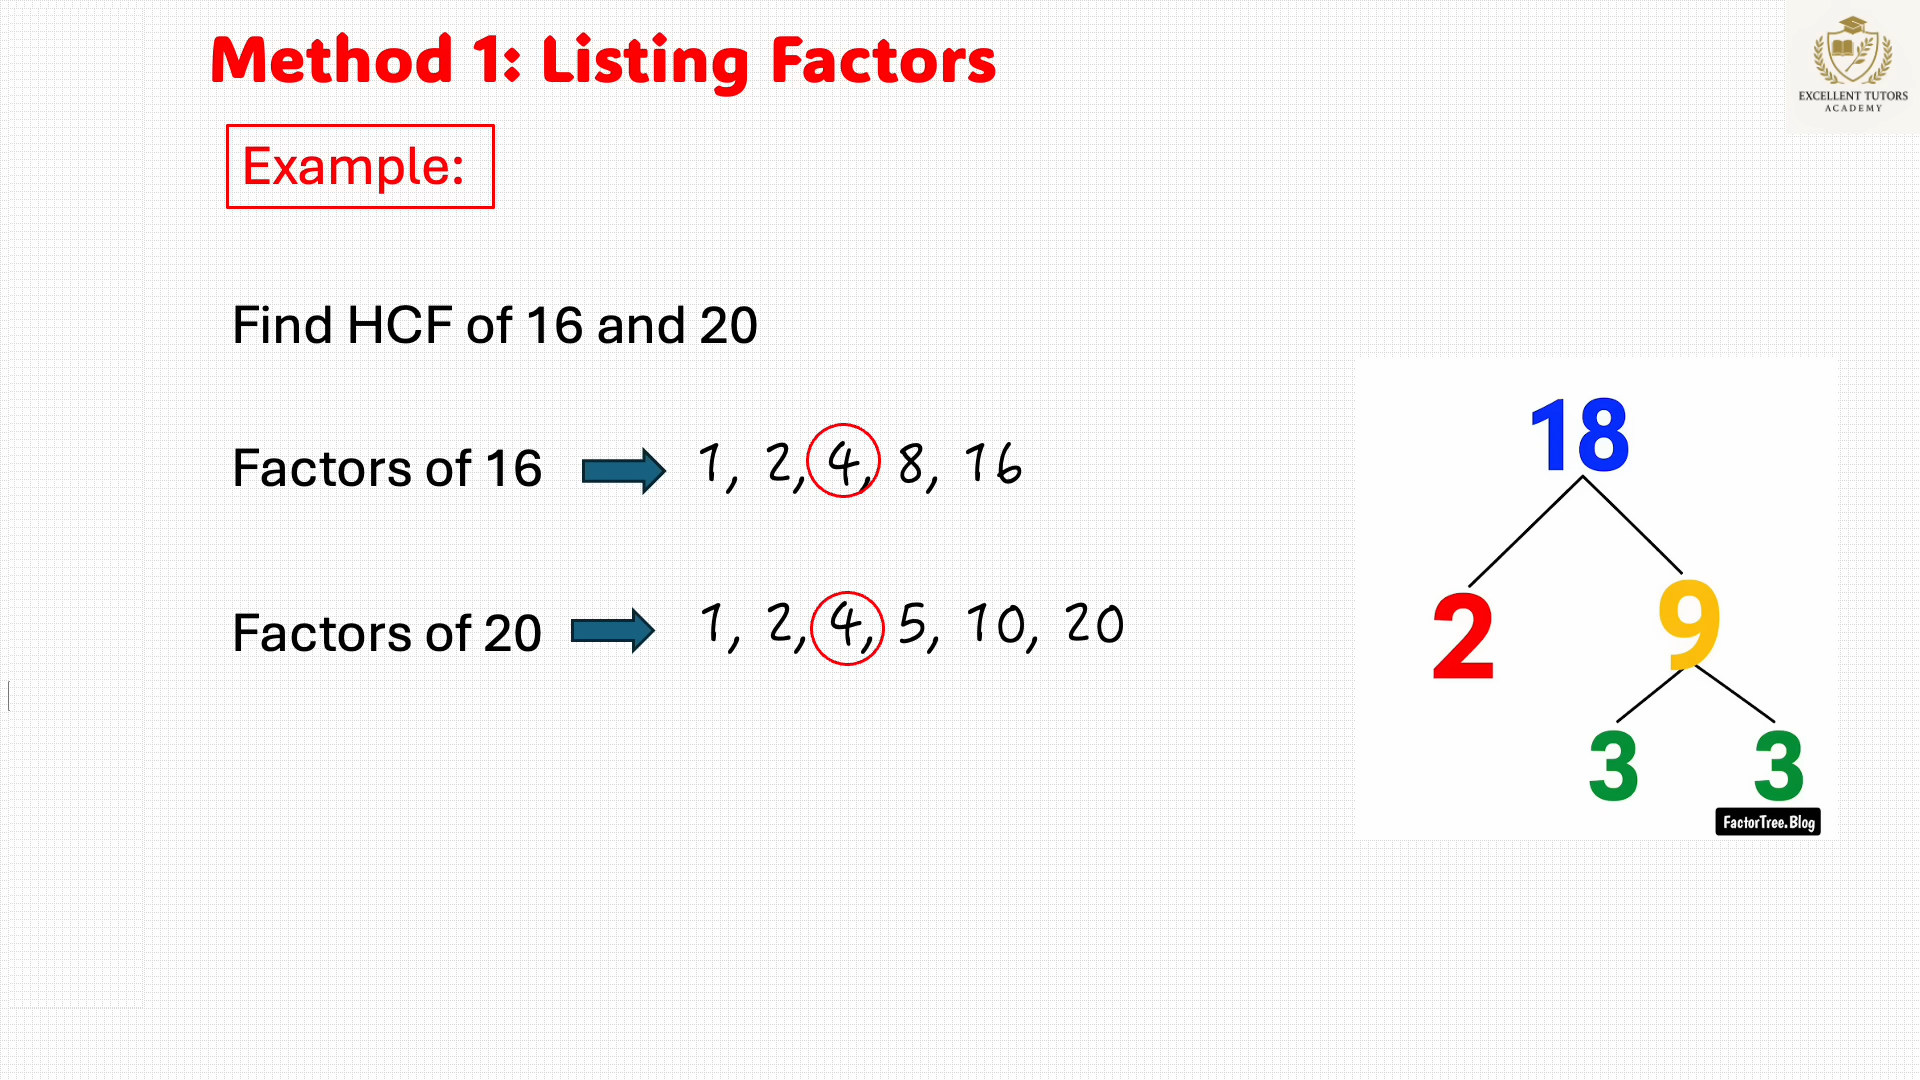 Method 1: Listing Factors
EXCELLENT TUTORS
ACADEMY
Example:
Find HCF of 16 and 20
Factors of 16 1, 2, 4, 8, 16
Factors of 20 1, 2, 4, 5, 10, 20
18
2 9
3 3
FactorTree.Blog